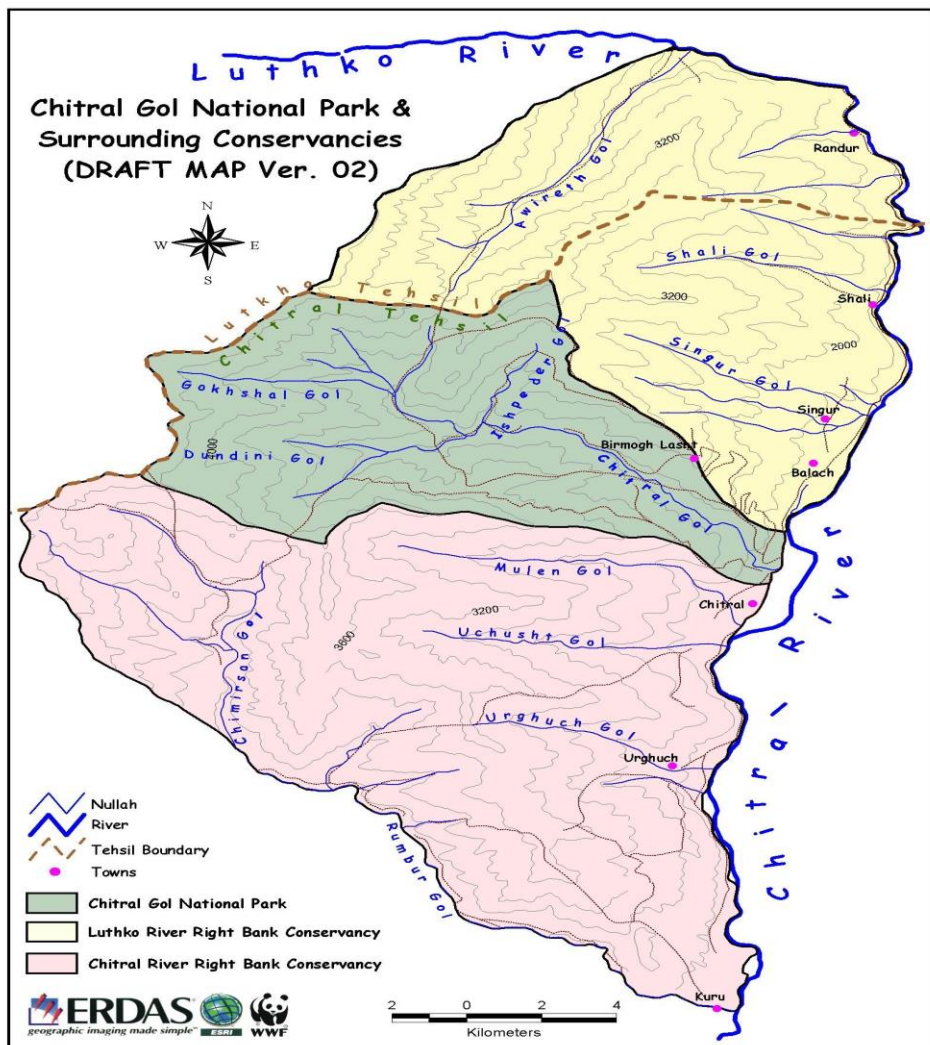 Luthko River
Chitral Gol National Park &
Surrounding Conservancies
(DRAFT MAP Ver. 02)
N
W E
S
Randur
3200
Awireth Gol
Shali Gol
Shali
3200
2000
Lutkho Tehsil
Chitral Tehsil
Singur Gol
Singur
Ishpeder Gol
Gokhshal Gol
Birmogh Lasht
Balach
Dundini Gol
Chitral Gol
Mulen Gol
Chitral
3200
3600
Uchusht Gol
Chimirsan Gol
Urghuch Gol
Urghuch
Chitral River
Rumbur Gol
Kuru
Nullah
River
Tehsil Boundary
Towns
Chitral Gol National Park
Luthko River Right Bank Conservancy
Chitral River Right Bank Conservancy
ERDAS
geographic imaging made simple™
ESRI
WWF
2 0 2 4
Kilometers